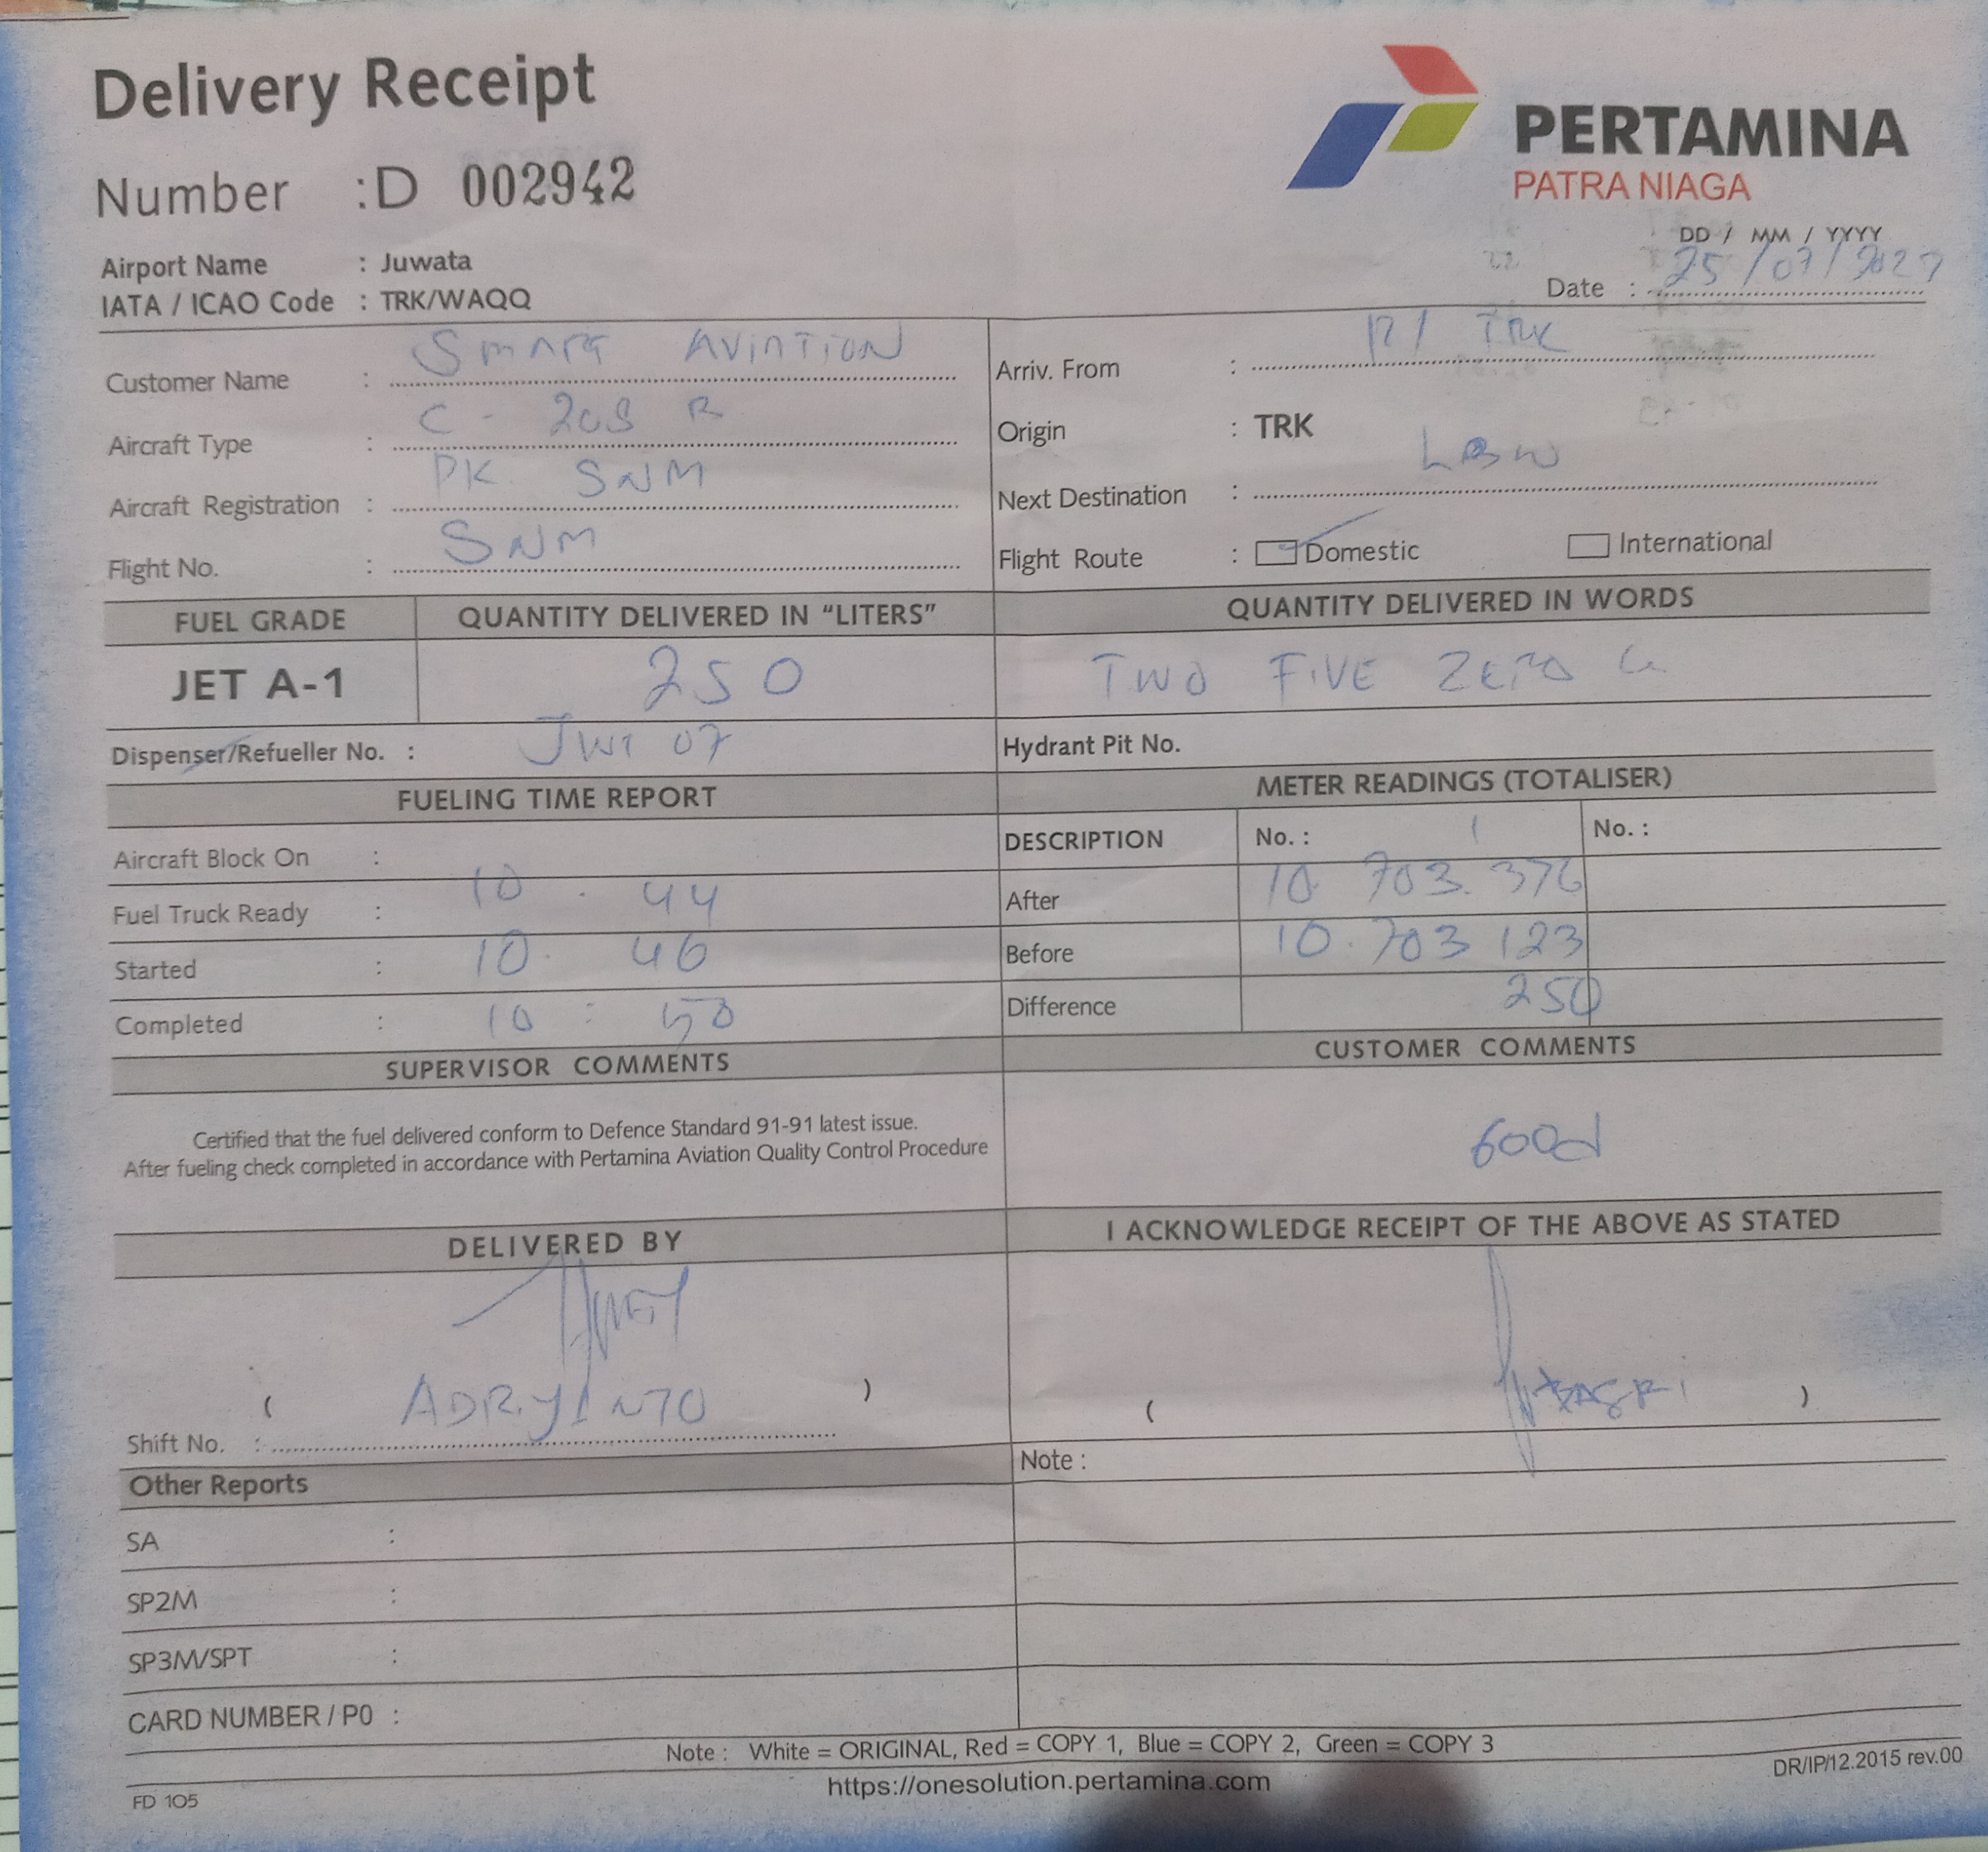 Delivery Receipt
Number : D 002942
PERTAMINA
PATRA NIAGA
Airport Name : Juwata
IATA / ICAO Code : TRK/WAQQ
DD / MM / YYYY
Date : 25/07/2027
Customer Name : SMART AVIATION
Aircraft Type : C - 208 B
Aircraft Registration : PK SNM
Flight No. : SNM
Arriv. From : TRK
Origin : TRK
Next Destination : LBW
Flight Route : Domestic International
FUEL GRADE QUANTITY DELIVERED IN “LITERS” QUANTITY DELIVERED IN WORDS
JET A-1 250 TWO FIVE ZERO
Dispenser/Refueller No. : JWT 07 Hydrant Pit No.
FUELING TIME REPORT
Aircraft Block On :
Fuel Truck Ready : 10 . 44
Started : 10. 46
Completed : 10 : 50
METER READINGS (TOTALISER)
DESCRIPTION No. : 1 No. :
After 10 703. 376
Before 10.703 123
Difference 250
SUPERVISOR COMMENTS
Certified that the fuel delivered conform to Defence Standard 91-91 latest issue.
After fueling check completed in accordance with Pertamina Aviation Quality Control Procedure
CUSTOMER COMMENTS
Good
DELIVERED BY
( ADRYINTO )
Shift No. :
I ACKNOWLEDGE RECEIPT OF THE ABOVE AS STATED
( )
Note :
Other Reports
SA :
SP2M :
SP3M/SPT :
CARD NUMBER / P0 :
Note : White = ORIGINAL, Red = COPY 1, Blue = COPY 2, Green = COPY 3
https://onesolution.pertamina.com
DR/IP/12.2015 rev.00
FD 105